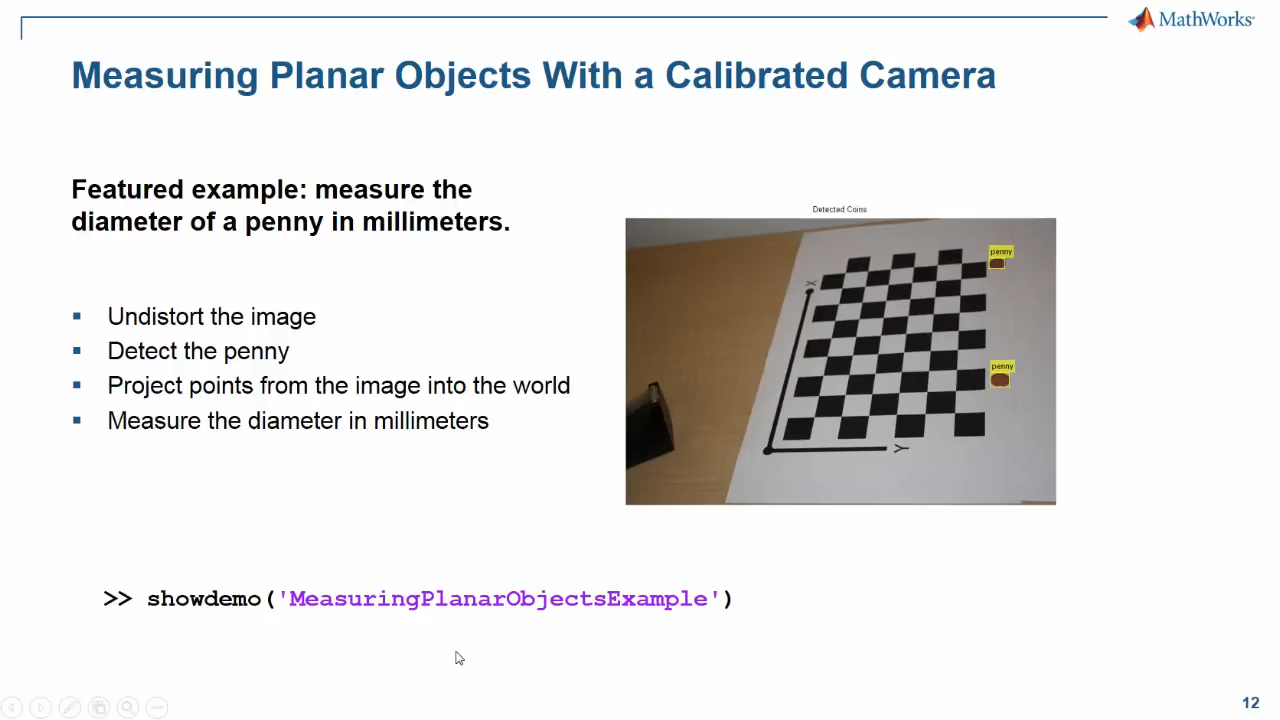 MathWorks
Measuring Planar Objects With a Calibrated Camera
Featured example: measure the
diameter of a penny in millimeters.
Undistort the image
Detect the penny
Project points from the image into the world
Measure the diameter in millimeters
Detected Coins
penny
X
penny
Y
>> showdemo('MeasuringPlanarObjectsExample')
12